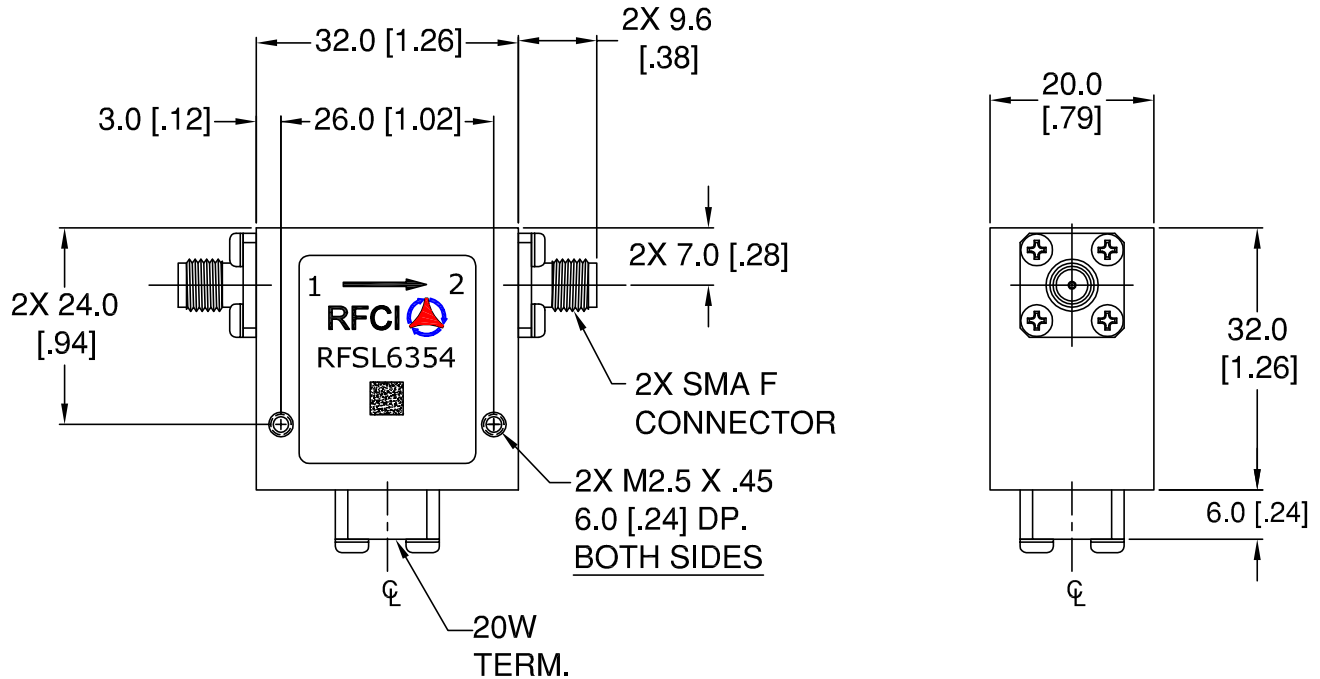 32.0 [1.26]
2X 9.6
[.38]
3.0 [.12]
26.0 [1.02]
2X 7.0 [.28]
2X 24.0
[.94]
1
2
RFCI
RFSL6354
2X SMA F
CONNECTOR
2X M2.5 X .45
6.0 [.24] DP.
BOTH SIDES
℄
20W
TERM.
20.0
[.79]
32.0
[1.26]
6.0 [.24]
℄